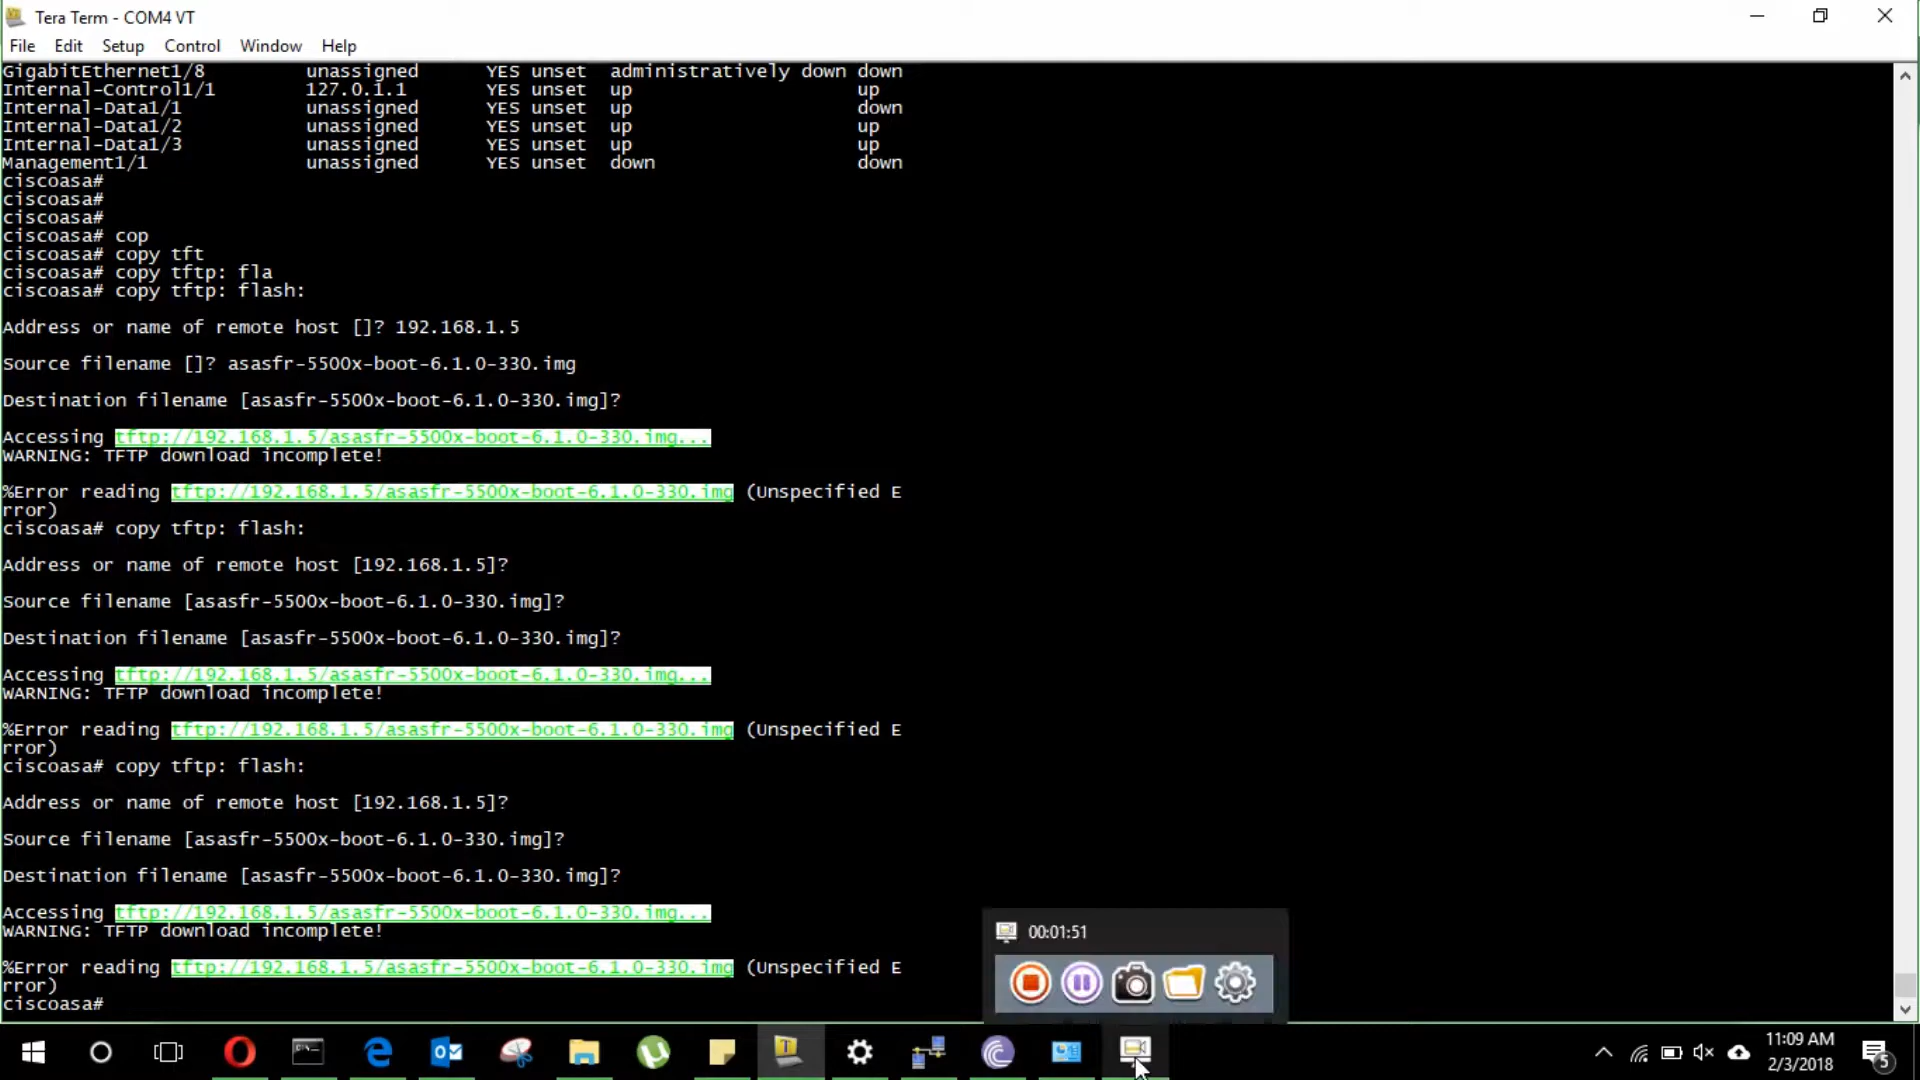 Tera Term - COM4 VT
File Edit Setup Control Window Help
GigabitEthernet1/8 unassigned YES unset administratively down down
Internal-Control1/1 127.0.1.1 YES unset up up
Internal-Data1/1 unassigned YES unset up down
Internal-Data1/2 unassigned YES unset up up
Internal-Data1/3 unassigned YES unset up up
Management1/1 unassigned YES unset down down
ciscoasa#
ciscoasa#
ciscoasa#
ciscoasa# cop
ciscoasa# copy tft
ciscoasa# copy tftp: fla
ciscoasa# copy tftp: flash:
Address or name of remote host []? 192.168.1.5
Source filename []? asasfr-5500x-boot-6.1.0-330.img
Destination filename [asasfr-5500x-boot-6.1.0-330.img]?
Accessing tftp://192.168.1.5/asasfr-5500x-boot-6.1.0-330.img...
WARNING: TFTP download incomplete!
%Error reading tftp://192.168.1.5/asasfr-5500x-boot-6.1.0-330.img (Unspecified E
rror)
ciscoasa# copy tftp: flash:
Address or name of remote host [192.168.1.5]?
Source filename [asasfr-5500x-boot-6.1.0-330.img]?
Destination filename [asasfr-5500x-boot-6.1.0-330.img]?
Accessing tftp://192.168.1.5/asasfr-5500x-boot-6.1.0-330.img...
WARNING: TFTP download incomplete!
%Error reading tftp://192.168.1.5/asasfr-5500x-boot-6.1.0-330.img (Unspecified E
rror)
ciscoasa# copy tftp: flash:
Address or name of remote host [192.168.1.5]?
Source filename [asasfr-5500x-boot-6.1.0-330.img]?
Destination filename [asasfr-5500x-boot-6.1.0-330.img]?
Accessing tftp://192.168.1.5/asasfr-5500x-boot-6.1.0-330.img...
WARNING: TFTP download incomplete!
%Error reading tftp://192.168.1.5/asasfr-5500x-boot-6.1.0-330.img (Unspecified E
rror)
ciscoasa#
00:01:51
11:09 AM
2/3/2018
5